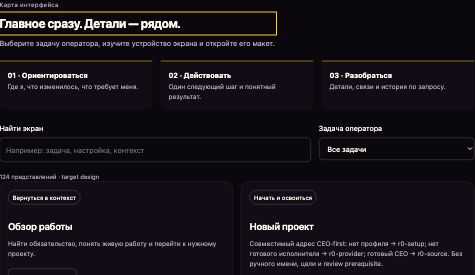 Карта интерфейса
Главное сразу. Детали — рядом.
Выберите задачу оператора, изучите устройство экрана и откройте его макет.
01 · Ориентироваться
Где я, что изменилось, что требует меня.
02 · Действовать
Один следующий шаг и понятный
результат.
03 · Разобраться
Детали, связи и история по запросу.
Найти экран
Например: задача, настройка, контекст
Задача оператора
Все задачи
124 представлений · target design
Вернуться в контекст
Обзор работы
Найти обязательство, понять живую работу и перейти к нужному
проекту.
Начать и освоиться
Новый проект
Совместимый адрес CEO-first: нет профиля → r0-setup; нет
готового исполнителя → r0-provider; готовый CEO → r0-source. Без
ручного имени, цели и review prerequisite.